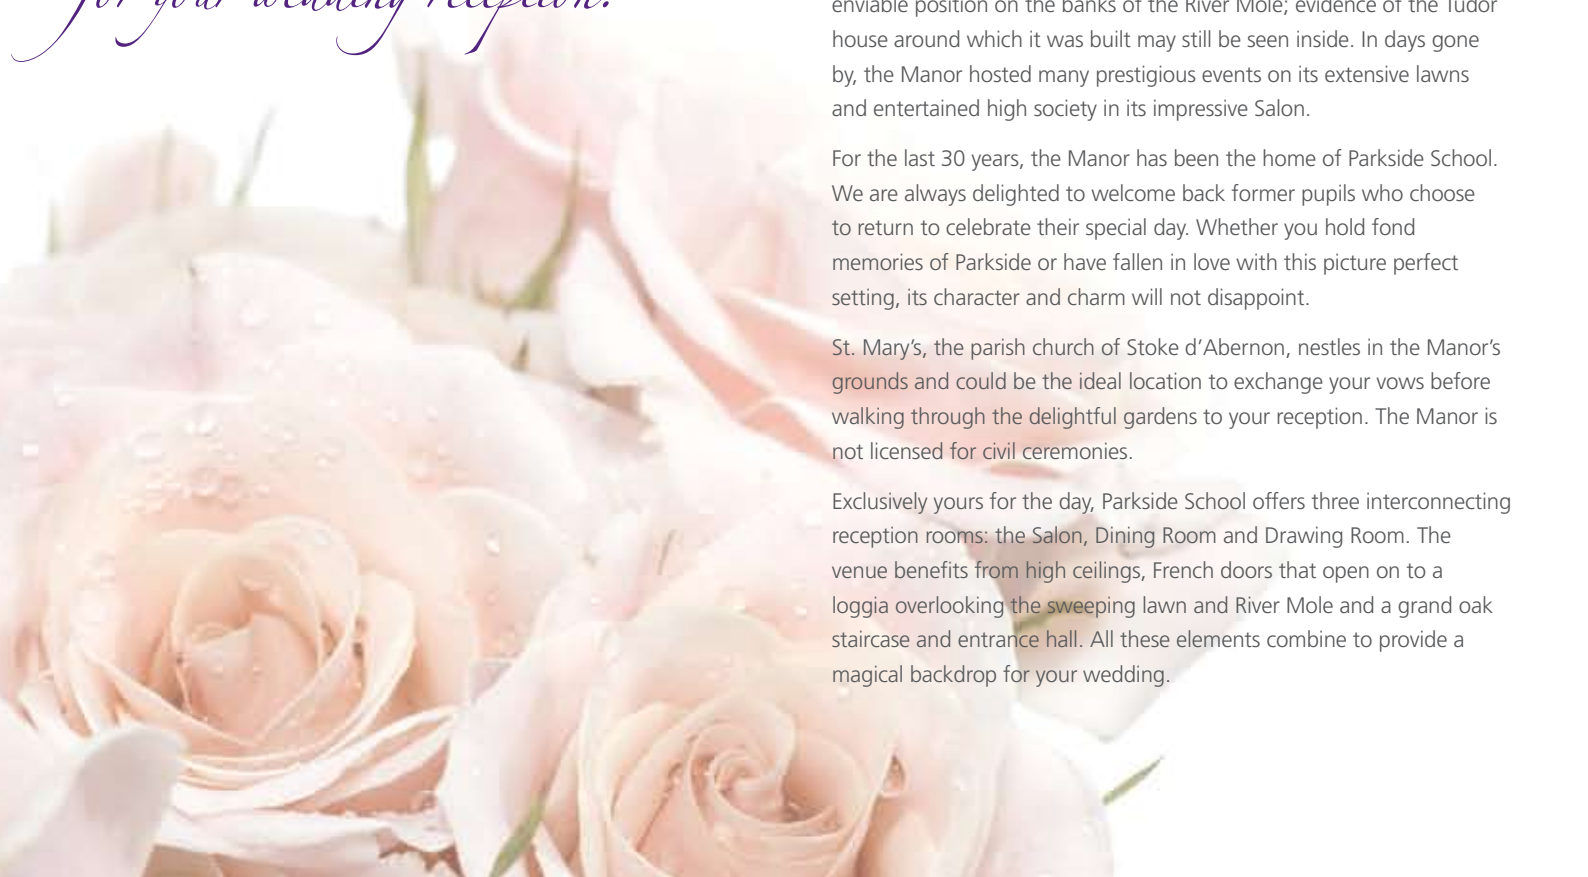 for your wedding reception.
enviable position on the banks of the River Mole; evidence of the Tudor
house around which it was built may still be seen inside. In days gone
by, the Manor hosted many prestigious events on its extensive lawns
and entertained high society in its impressive Salon.
For the last 30 years, the Manor has been the home of Parkside School.
We are always delighted to welcome back former pupils who choose
to return to celebrate their special day. Whether you hold fond
memories of Parkside or have fallen in love with this picture perfect
setting, its character and charm will not disappoint.
St. Mary’s, the parish church of Stoke d’Abernon, nestles in the Manor’s
grounds and could be the ideal location to exchange your vows before
walking through the delightful gardens to your reception. The Manor is
not licensed for civil ceremonies.
Exclusively yours for the day, Parkside School offers three interconnecting
reception rooms: the Salon, Dining Room and Drawing Room. The
venue benefits from high ceilings, French doors that open on to a
loggia overlooking the sweeping lawn and River Mole and a grand oak
staircase and entrance hall. All these elements combine to provide a
magical backdrop for your wedding.